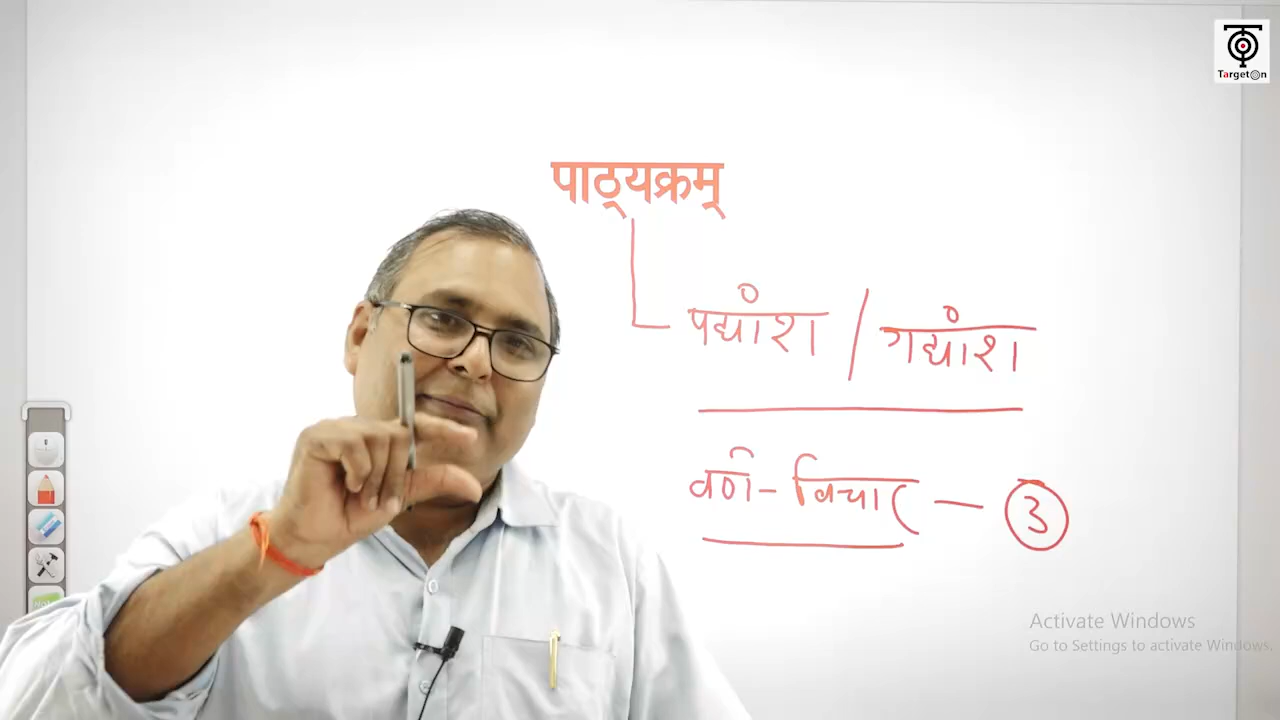 TargetOn
पाठ्यक्रम्
पद्यांश / गद्यांश
वर्ण - विचार — 3
Activate Windows
Go to Settings to activate Windows.